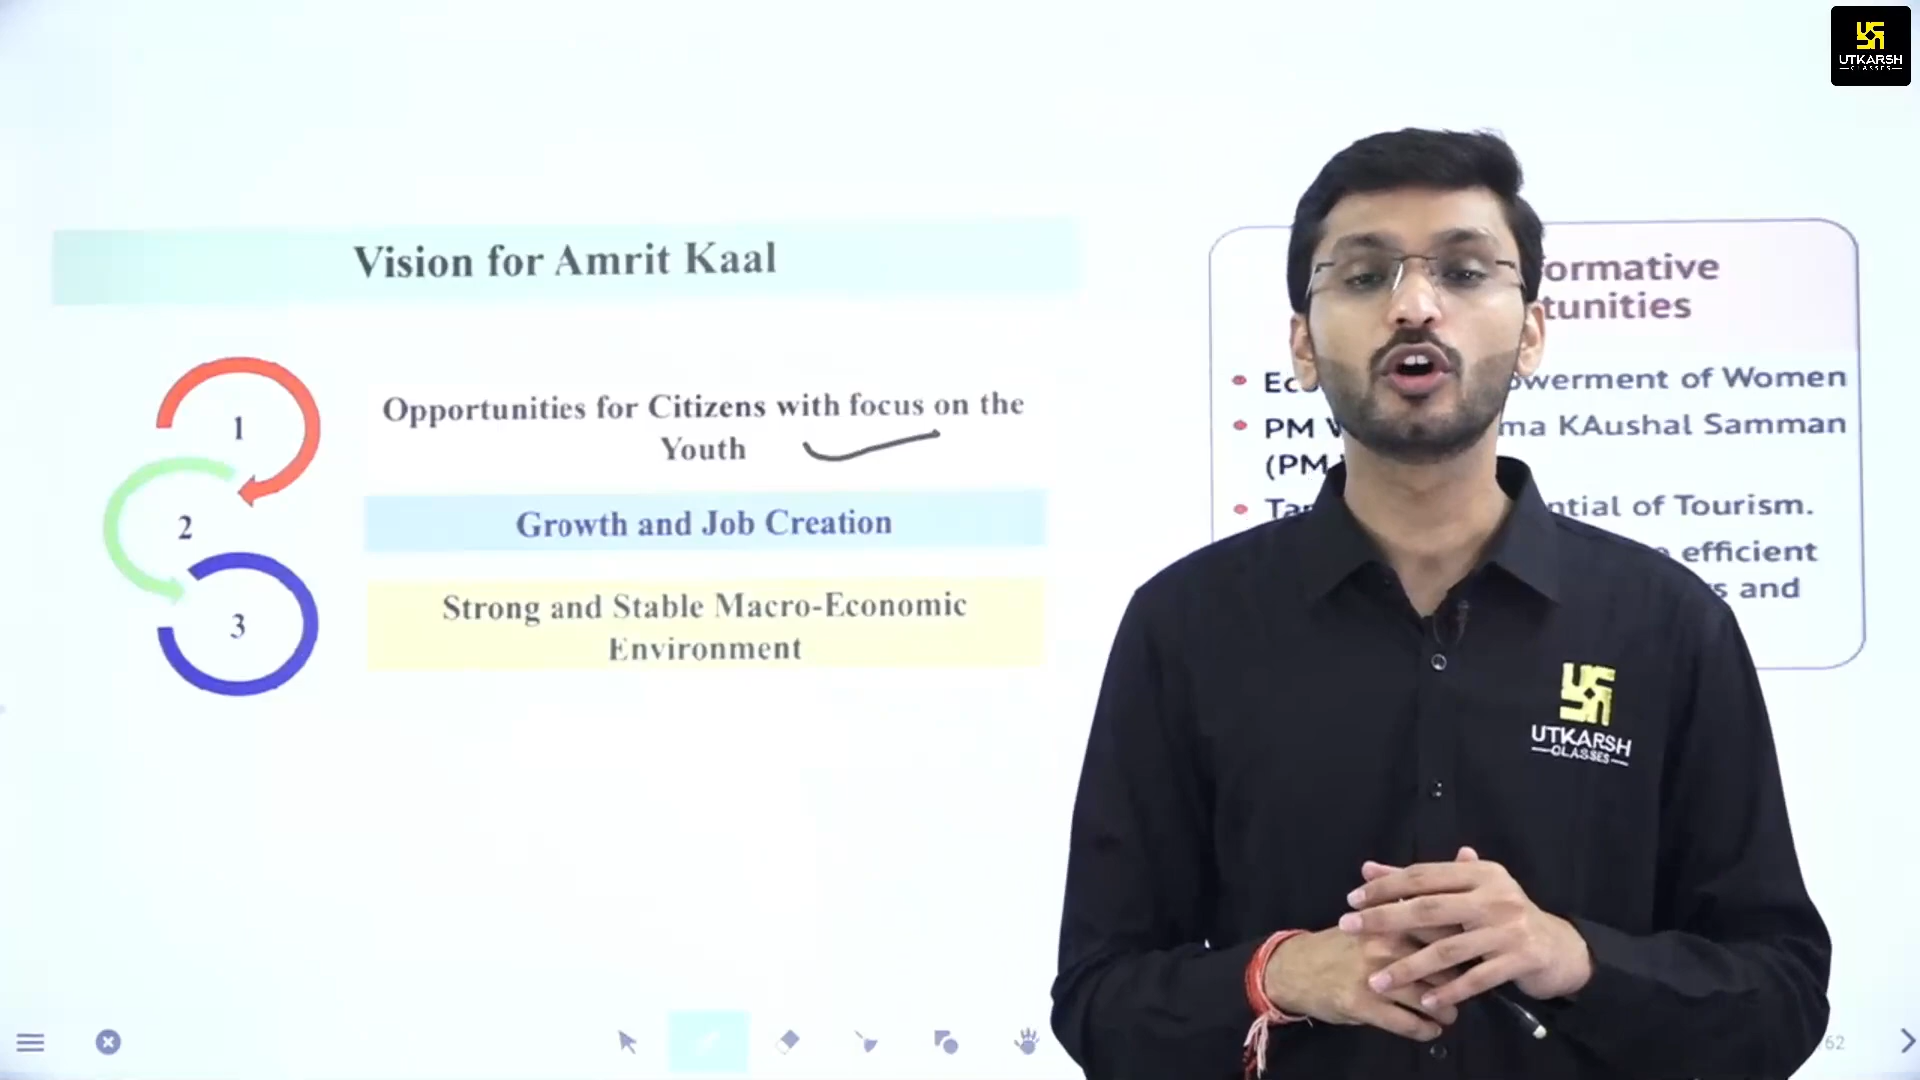 UTKARSH
CLASSES
Vision for Amrit Kaal
1
Opportunities for Citizens with focus on the
Youth
2
Growth and Job Creation
3
Strong and Stable Macro-Economic
Environment
ormative
tunities
werment of Women
PM
ma KAushal Samman
(PM
ntial of Tourism.
efficient
and
UTKARSH
CLASSES
62